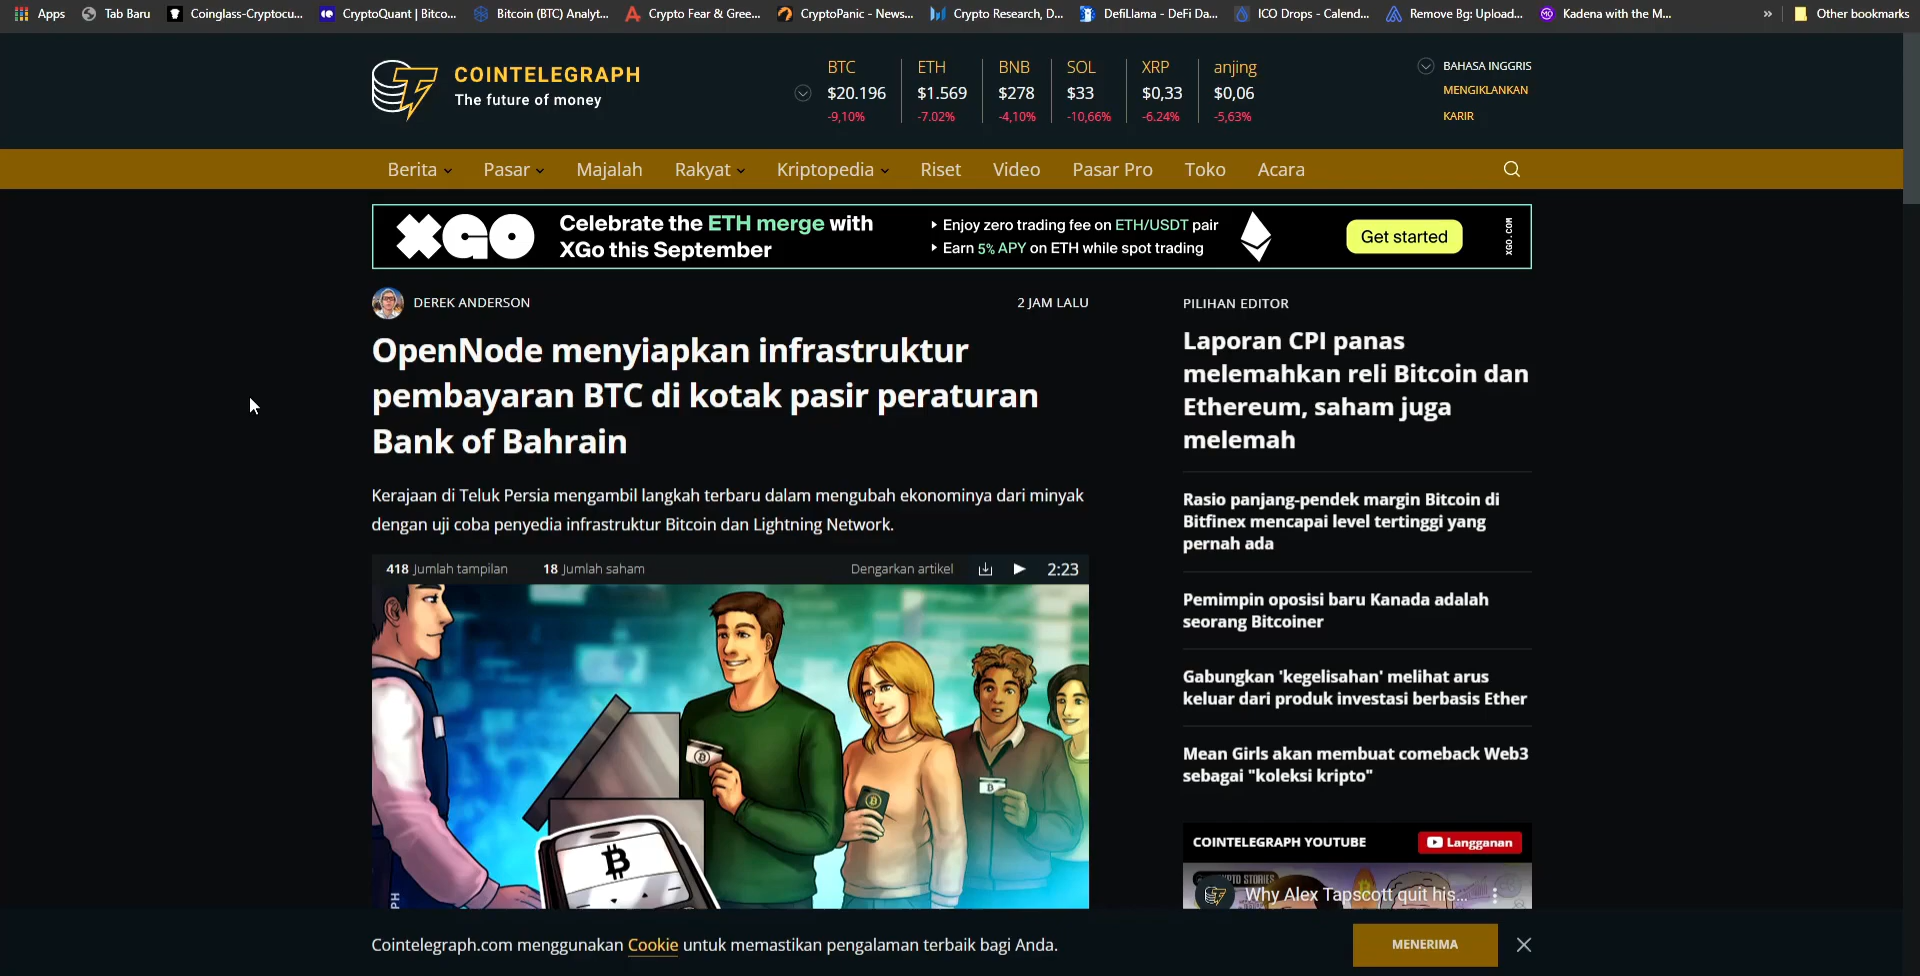 Apps
Tab Baru
Coinglass-Cryptocu...
CryptoQuant | Bitco...
Bitcoin (BTC) Analyt...
Crypto Fear & Gree...
CryptoPanic - News...
Crypto Research, D...
DefiLlama - DeFi Da...
ICO Drops - Calend...
Remove Bg: Upload...
Kadena with the M...
»
Other bookmarks
COINTELEGRAPH
The future of money
BTC
$20.196
-9,10%
ETH
$1.569
-7.02%
BNB
$278
-4,10%
SOL
$33
-10,66%
XRP
$0,33
-6.24%
anjing
$0,06
-5,63%
BAHASA INGGRIS
MENGIKLANKAN
KARIR
Berita
Pasar
Majalah
Rakyat
Kriptopedia
Riset
Video
Pasar Pro
Toko
Acara
XGO
Celebrate the ETH merge with
XGo this September
Enjoy zero trading fee on ETH/USDT pair
Earn 5% APY on ETH while spot trading
Get started
XGO.COM
DEREK ANDERSON
2 JAM LALU
OpenNode menyiapkan infrastruktur
pembayaran BTC di kotak pasir peraturan
Bank of Bahrain
Kerajaan di Teluk Persia mengambil langkah terbaru dalam mengubah ekonominya dari minyak
dengan uji coba penyedia infrastruktur Bitcoin dan Lightning Network.
418 Jumlah tampilan
18 Jumlah saham
Dengarkan artikel
2:23
PILIHAN EDITOR
Laporan CPI panas
melemahkan reli Bitcoin dan
Ethereum, saham juga
melemah
Rasio panjang-pendek margin Bitcoin di
Bitfinex mencapai level tertinggi yang
pernah ada
Pemimpin oposisi baru Kanada adalah
seorang Bitcoiner
Gabungkan 'kegelisahan' melihat arus
keluar dari produk investasi berbasis Ether
Mean Girls akan membuat comeback Web3
sebagai "koleksi kripto"
COINTELEGRAPH YOUTUBE
Langganan
Why Alex Tapscott quit his...
Cointelegraph.com menggunakan Cookie untuk memastikan pengalaman terbaik bagi Anda.
MENERIMA